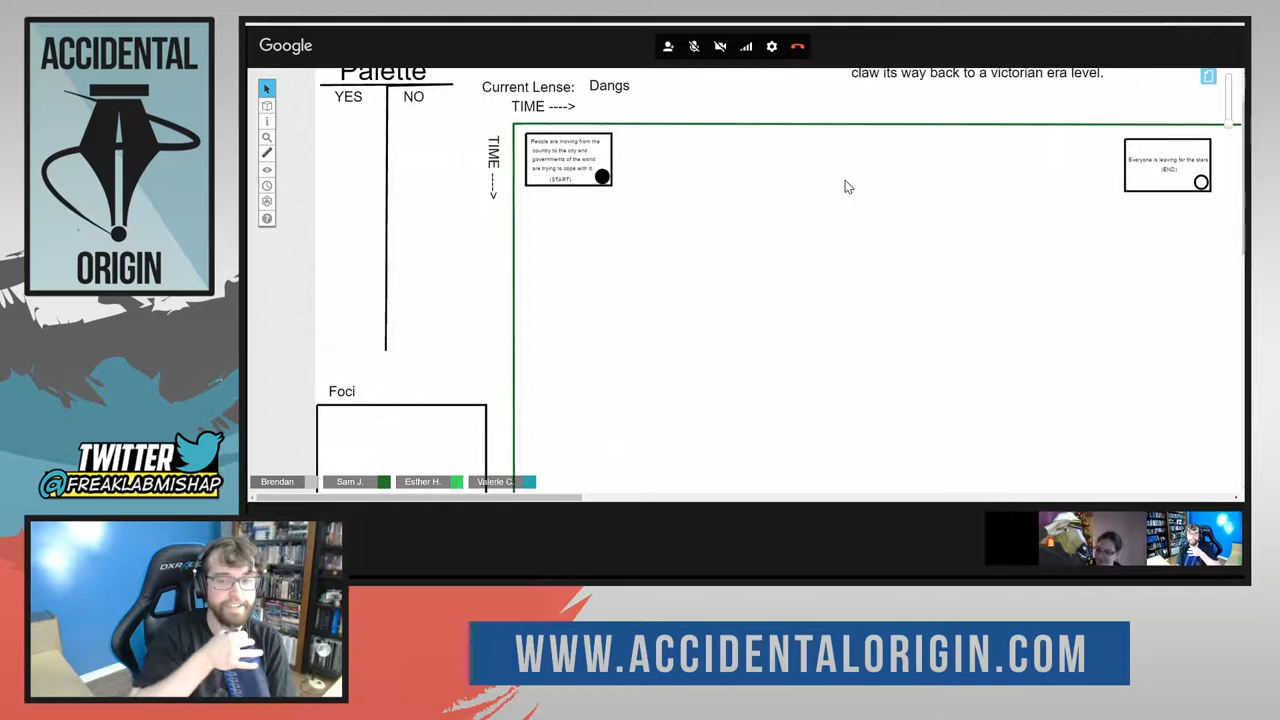 ACCIDENTAL
ORIGIN
Google
Palette
YES NO
Current Lense: Dangs
TIME ---->
TIME ---->
claw its way back to a victorian era level.
People are moving from the
country to the city and
governments of the world
are trying to cope with it.
(START)
Everyone is leaving for the stars
(END)
Foci
Brendan
Sam J.
Esther H.
Valerie C.
TWITTER
@FREAKLABMISHAP
WWW.ACCIDENTALORIGIN.COM